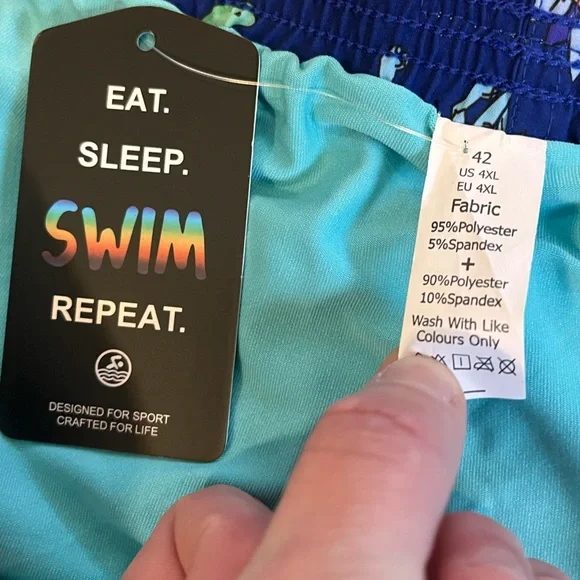 EAT.
SLEEP.
SWIM
REPEAT.
DESIGNED FOR SPORT
CRAFTED FOR LIFE
42
US 4XL
EU 4XL
Fabric
95%Polyester
5%Spandex
+
90%Polyester
10%Spandex
Wash With Like
Colours Only